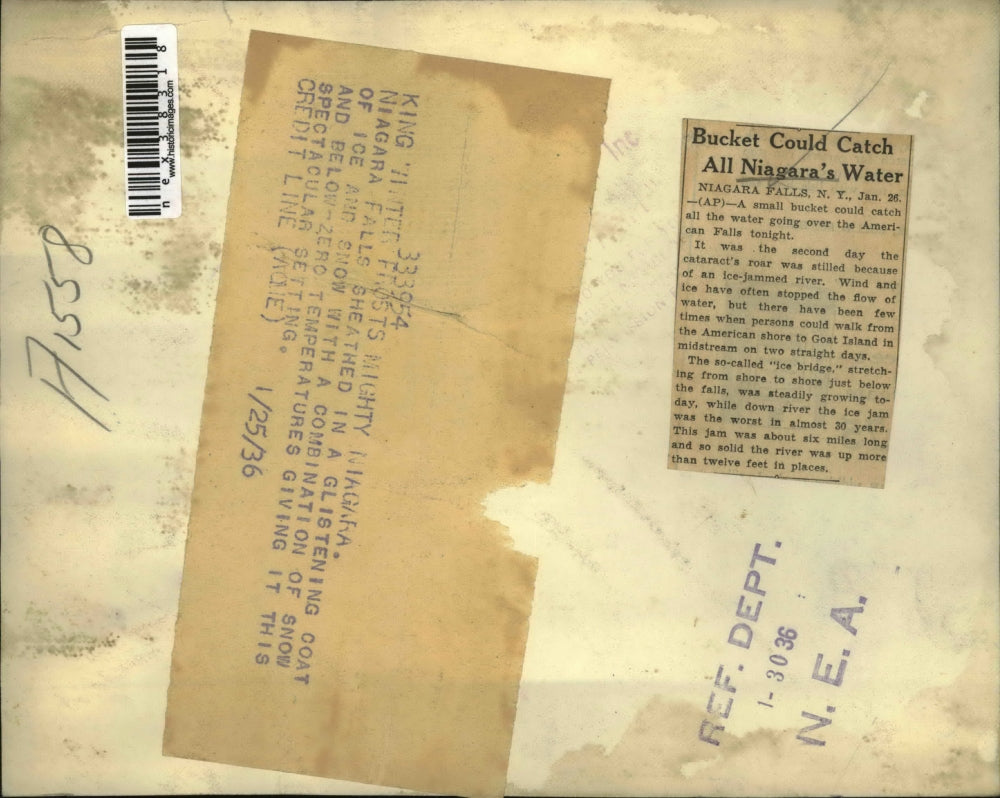 nex38318
www.historicimages.com
A1558
333954
KING WINTER FROSTS MIGHTY NIAGARA.
NIAGARA FALLS SHEATHED IN A GLISTENING COAT
OF ICE AND SNOW WITH A COMBINATION OF SNOW
AND BELOW-ZERO TEMPERATURES GIVING IT THIS
SPECTACULAR SETTING.
CREDIT LINE (ACME) 1/25/36
Inc
Bucket Could Catch
All Niagara's Water
NIAGARA FALLS, N. Y., Jan. 26.
—(AP)—A small bucket could catch
all the water going over the Ameri-
can Falls tonight.
It was the second day the
cataract's roar was stilled because
of an ice-jammed river. Wind and
ice have often stopped the flow of
water, but there have been few
times when persons could walk from
the American shore to Goat Island in
midstream on two straight days.
The so-called "ice bridge," stretch-
ing from shore to shore just below
the falls, was steadily growing to-
day, while down river the ice jam
was the worst in almost 30 years.
This jam was about six miles long
and so solid the river was up more
than twelve feet in places.
REF. DEPT.
1-3036
N. E. A.